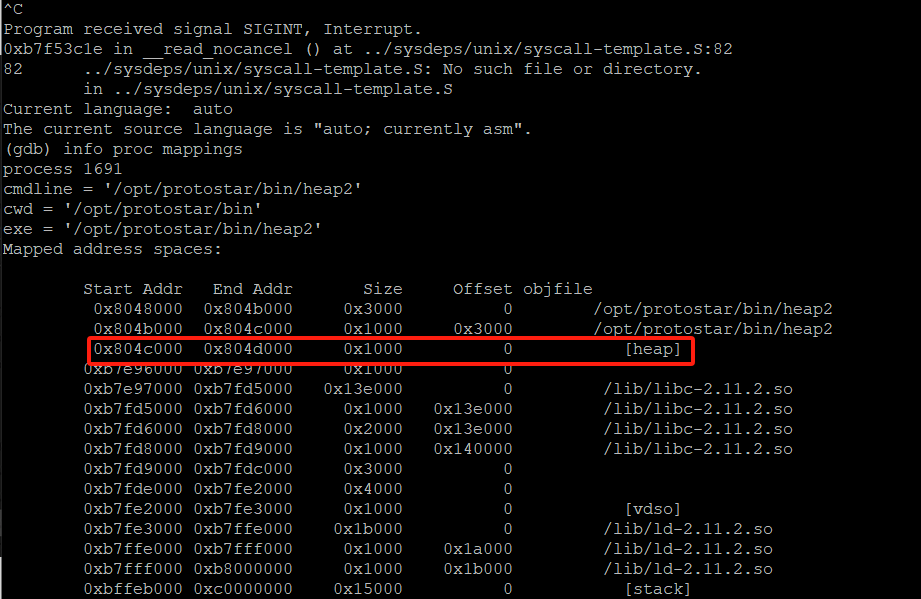 ^C
Program received signal SIGINT, Interrupt.
0xb7f53c1e in __read_nocancel () at ../sysdeps/unix/syscall-template.S:82
82      ../sysdeps/unix/syscall-template.S: No such file or directory.
        in ../sysdeps/unix/syscall-template.S
Current language:  auto
The current source language is "auto; currently asm".
(gdb) info proc mappings
process 1691
cmdline = '/opt/protostar/bin/heap2'
cwd = '/opt/protostar/bin'
exe = '/opt/protostar/bin/heap2'
Mapped address spaces:
        Start Addr   End Addr       Size     Offset objfile
         0x8048000  0x804b000     0x3000          0        /opt/protostar/bin/heap2
         0x804b000  0x804c000     0x1000     0x3000        /opt/protostar/bin/heap2
         0x804c000  0x804d000     0x1000          0           [heap]
        0xb7e96000 0xb7e97000     0x1000          0
        0xb7e97000 0xb7fd5000   0x13e000          0         /lib/libc-2.11.2.so
        0xb7fd5000 0xb7fd6000     0x1000   0x13e000         /lib/libc-2.11.2.so
        0xb7fd6000 0xb7fd8000     0x2000   0x13e000         /lib/libc-2.11.2.so
        0xb7fd8000 0xb7fd9000     0x1000   0x140000         /lib/libc-2.11.2.so
        0xb7fd9000 0xb7fdc000     0x3000          0
        0xb7fde000 0xb7fe2000     0x4000          0
        0xb7fe2000 0xb7fe3000     0x1000          0           [vdso]
        0xb7fe3000 0xb7ffe000    0x1b000          0         /lib/ld-2.11.2.so
        0xb7ffe000 0xb7fff000     0x1000    0x1a000         /lib/ld-2.11.2.so
        0xb7fff000 0xb8000000     0x1000    0x1b000         /lib/ld-2.11.2.so
        0xbffeb000 0xc0000000    0x15000          0           [stack]